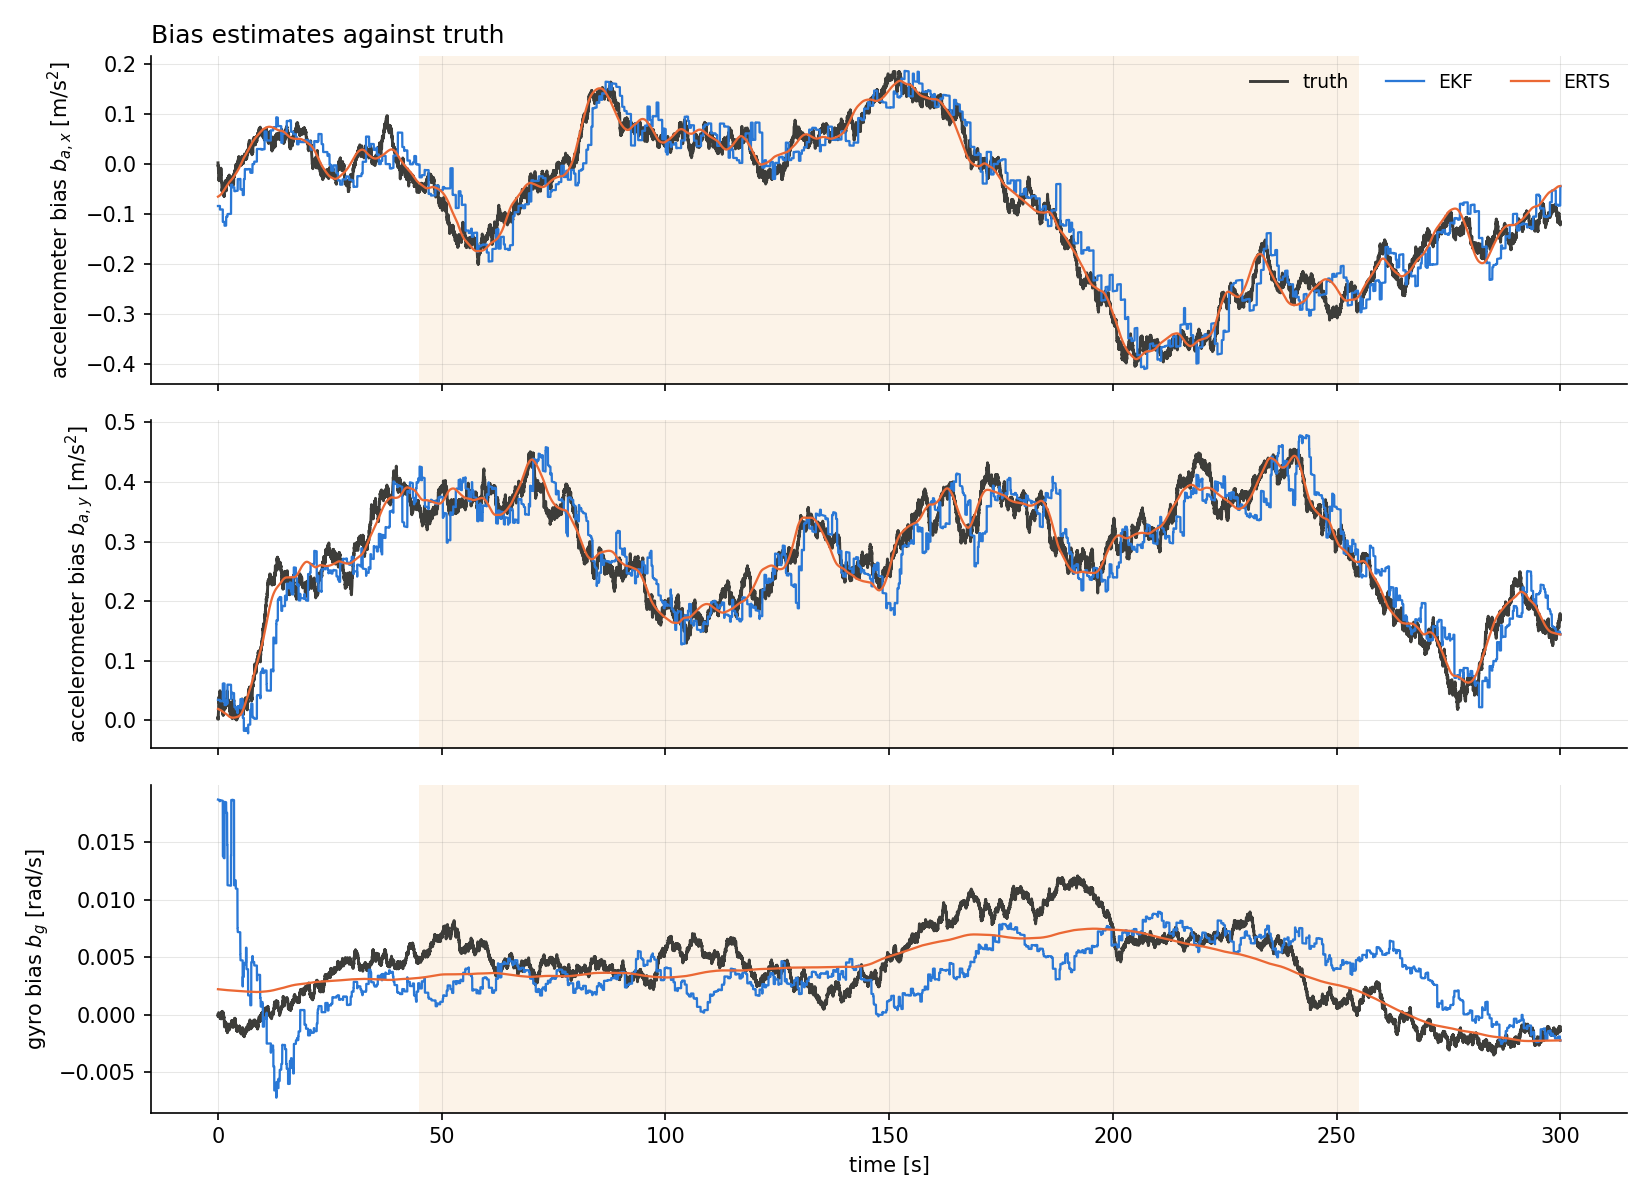 Bias estimates against truth
accelerometer bias b_{a,x} [m/s²]
0.2
0.1
0.0
−0.1
−0.2
−0.3
−0.4
truth EKF ERTS
accelerometer bias b_{a,y} [m/s²]
0.5
0.4
0.3
0.2
0.1
0.0
gyro bias b_g [rad/s]
0.015
0.010
0.005
0.000
−0.005
0 50 100 150 200 250 300
time [s]